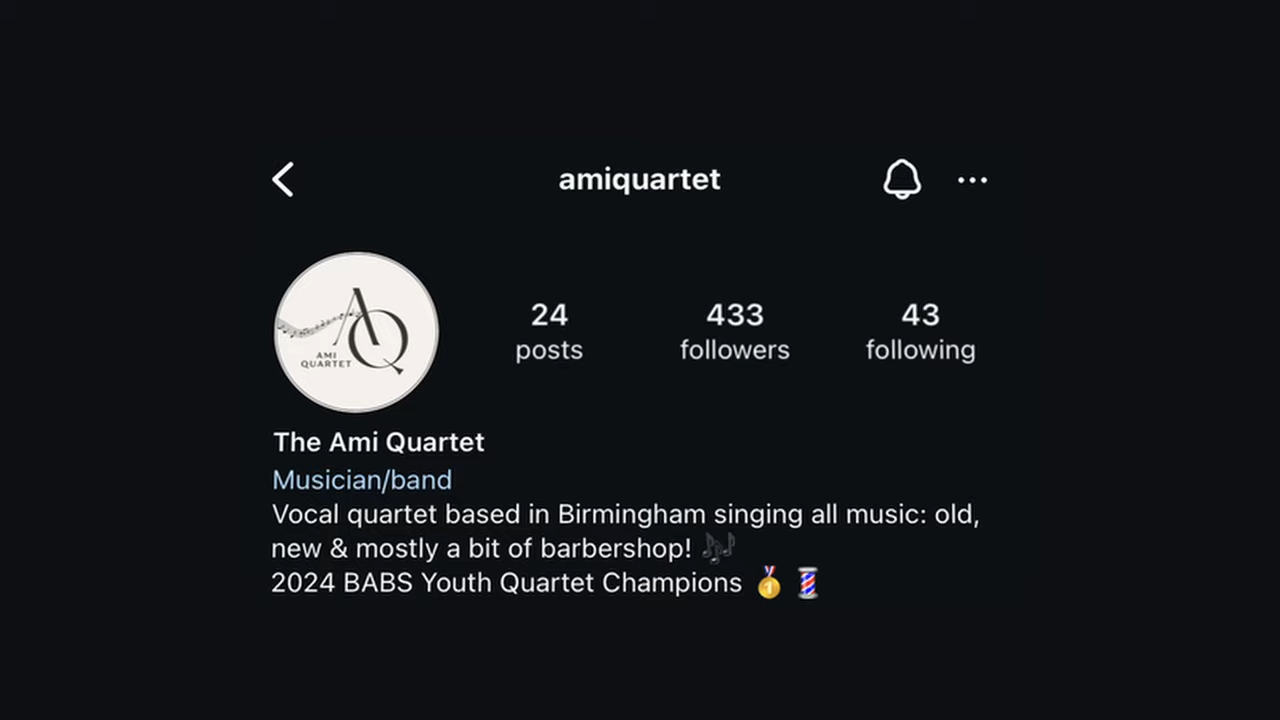 amiquartet
24 433 43
posts followers following
AQ
AMI
QUARTET
The Ami Quartet
Musician/band
Vocal quartet based in Birmingham singing all music: old,
new & mostly a bit of barbershop! 🎶
2024 BABS Youth Quartet Champions 🥇 💈